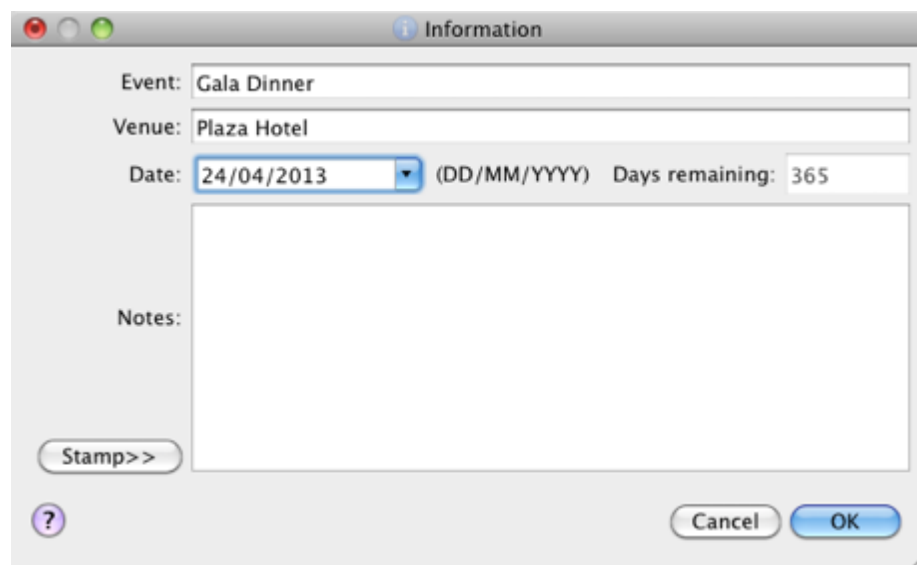 Information
Event: Gala Dinner
Venue: Plaza Hotel
Date: 24/04/2013 (DD/MM/YYYY) Days remaining: 365
Notes:
Stamp>>
? Cancel OK